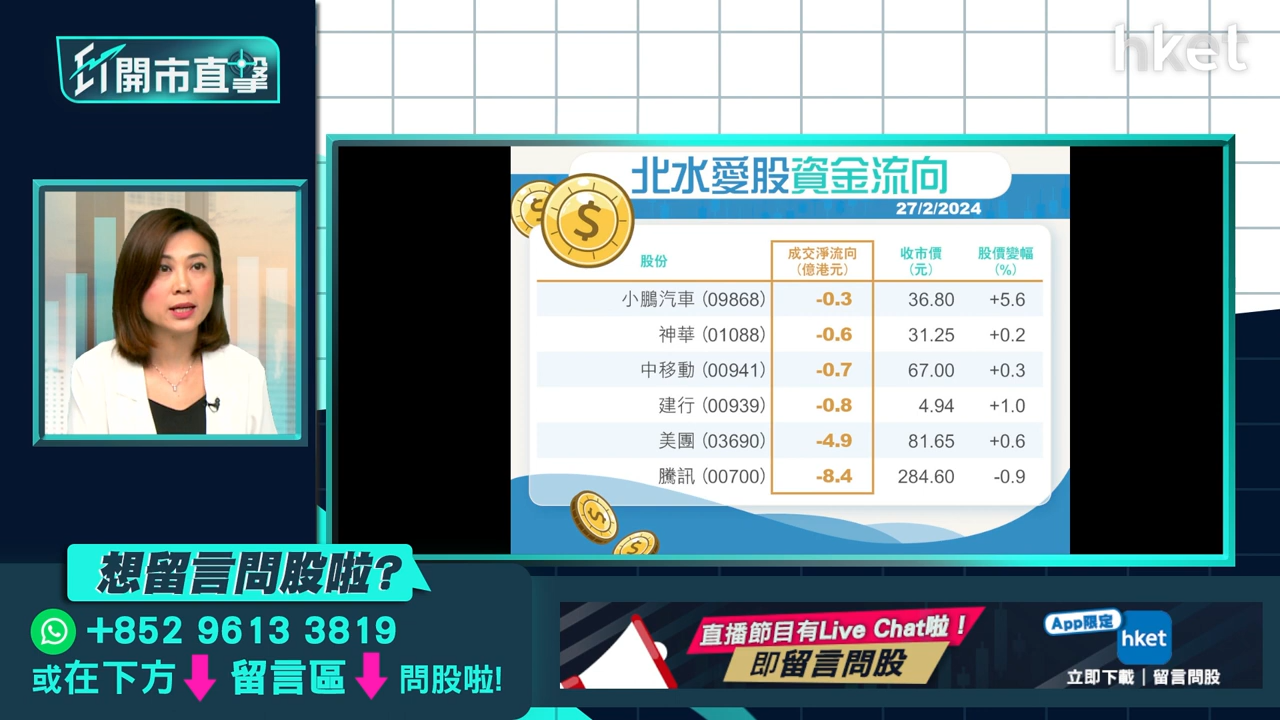 ET開市直擊
hket
北水愛股資金流向
27/2/2024
股份 成交淨流向（億港元） 收市價（元） 股價變幅（%）
小鵬汽車（09868） -0.3 36.80 +5.6
神華（01088） -0.6 31.25 +0.2
中移動（00941） -0.7 67.00 +0.3
建行（00939） -0.8 4.94 +1.0
美團（03690） -4.9 81.65 +0.6
騰訊（00700） -8.4 284.60 -0.9
想留言問股啦?
+852 9613 3819
或在下方 留言區 問股啦!
直播節目有Live Chat啦！
即留言問股
App限定
hket
立即下載｜留言問股